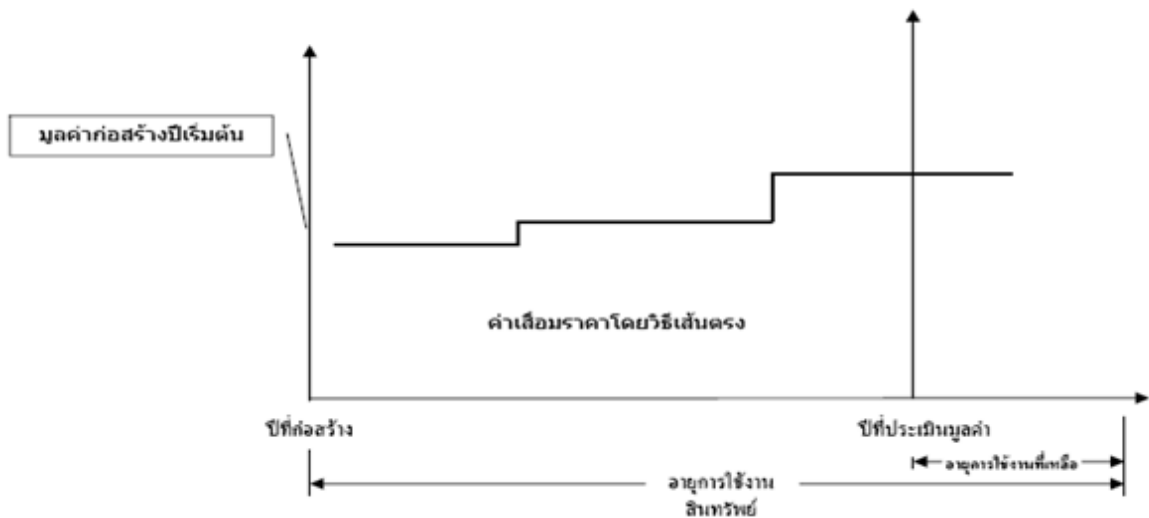 มูลค่าก่อสร้างปีเริ่มต้น
ค่าเสื่อมราคาโดยวิธีเส้นตรง
ปีที่ก่อสร้าง
ปีที่ประเมินมูลค่า
อายุการใช้งานที่เหลือ
อายุการใช้งาน
สินทรัพย์